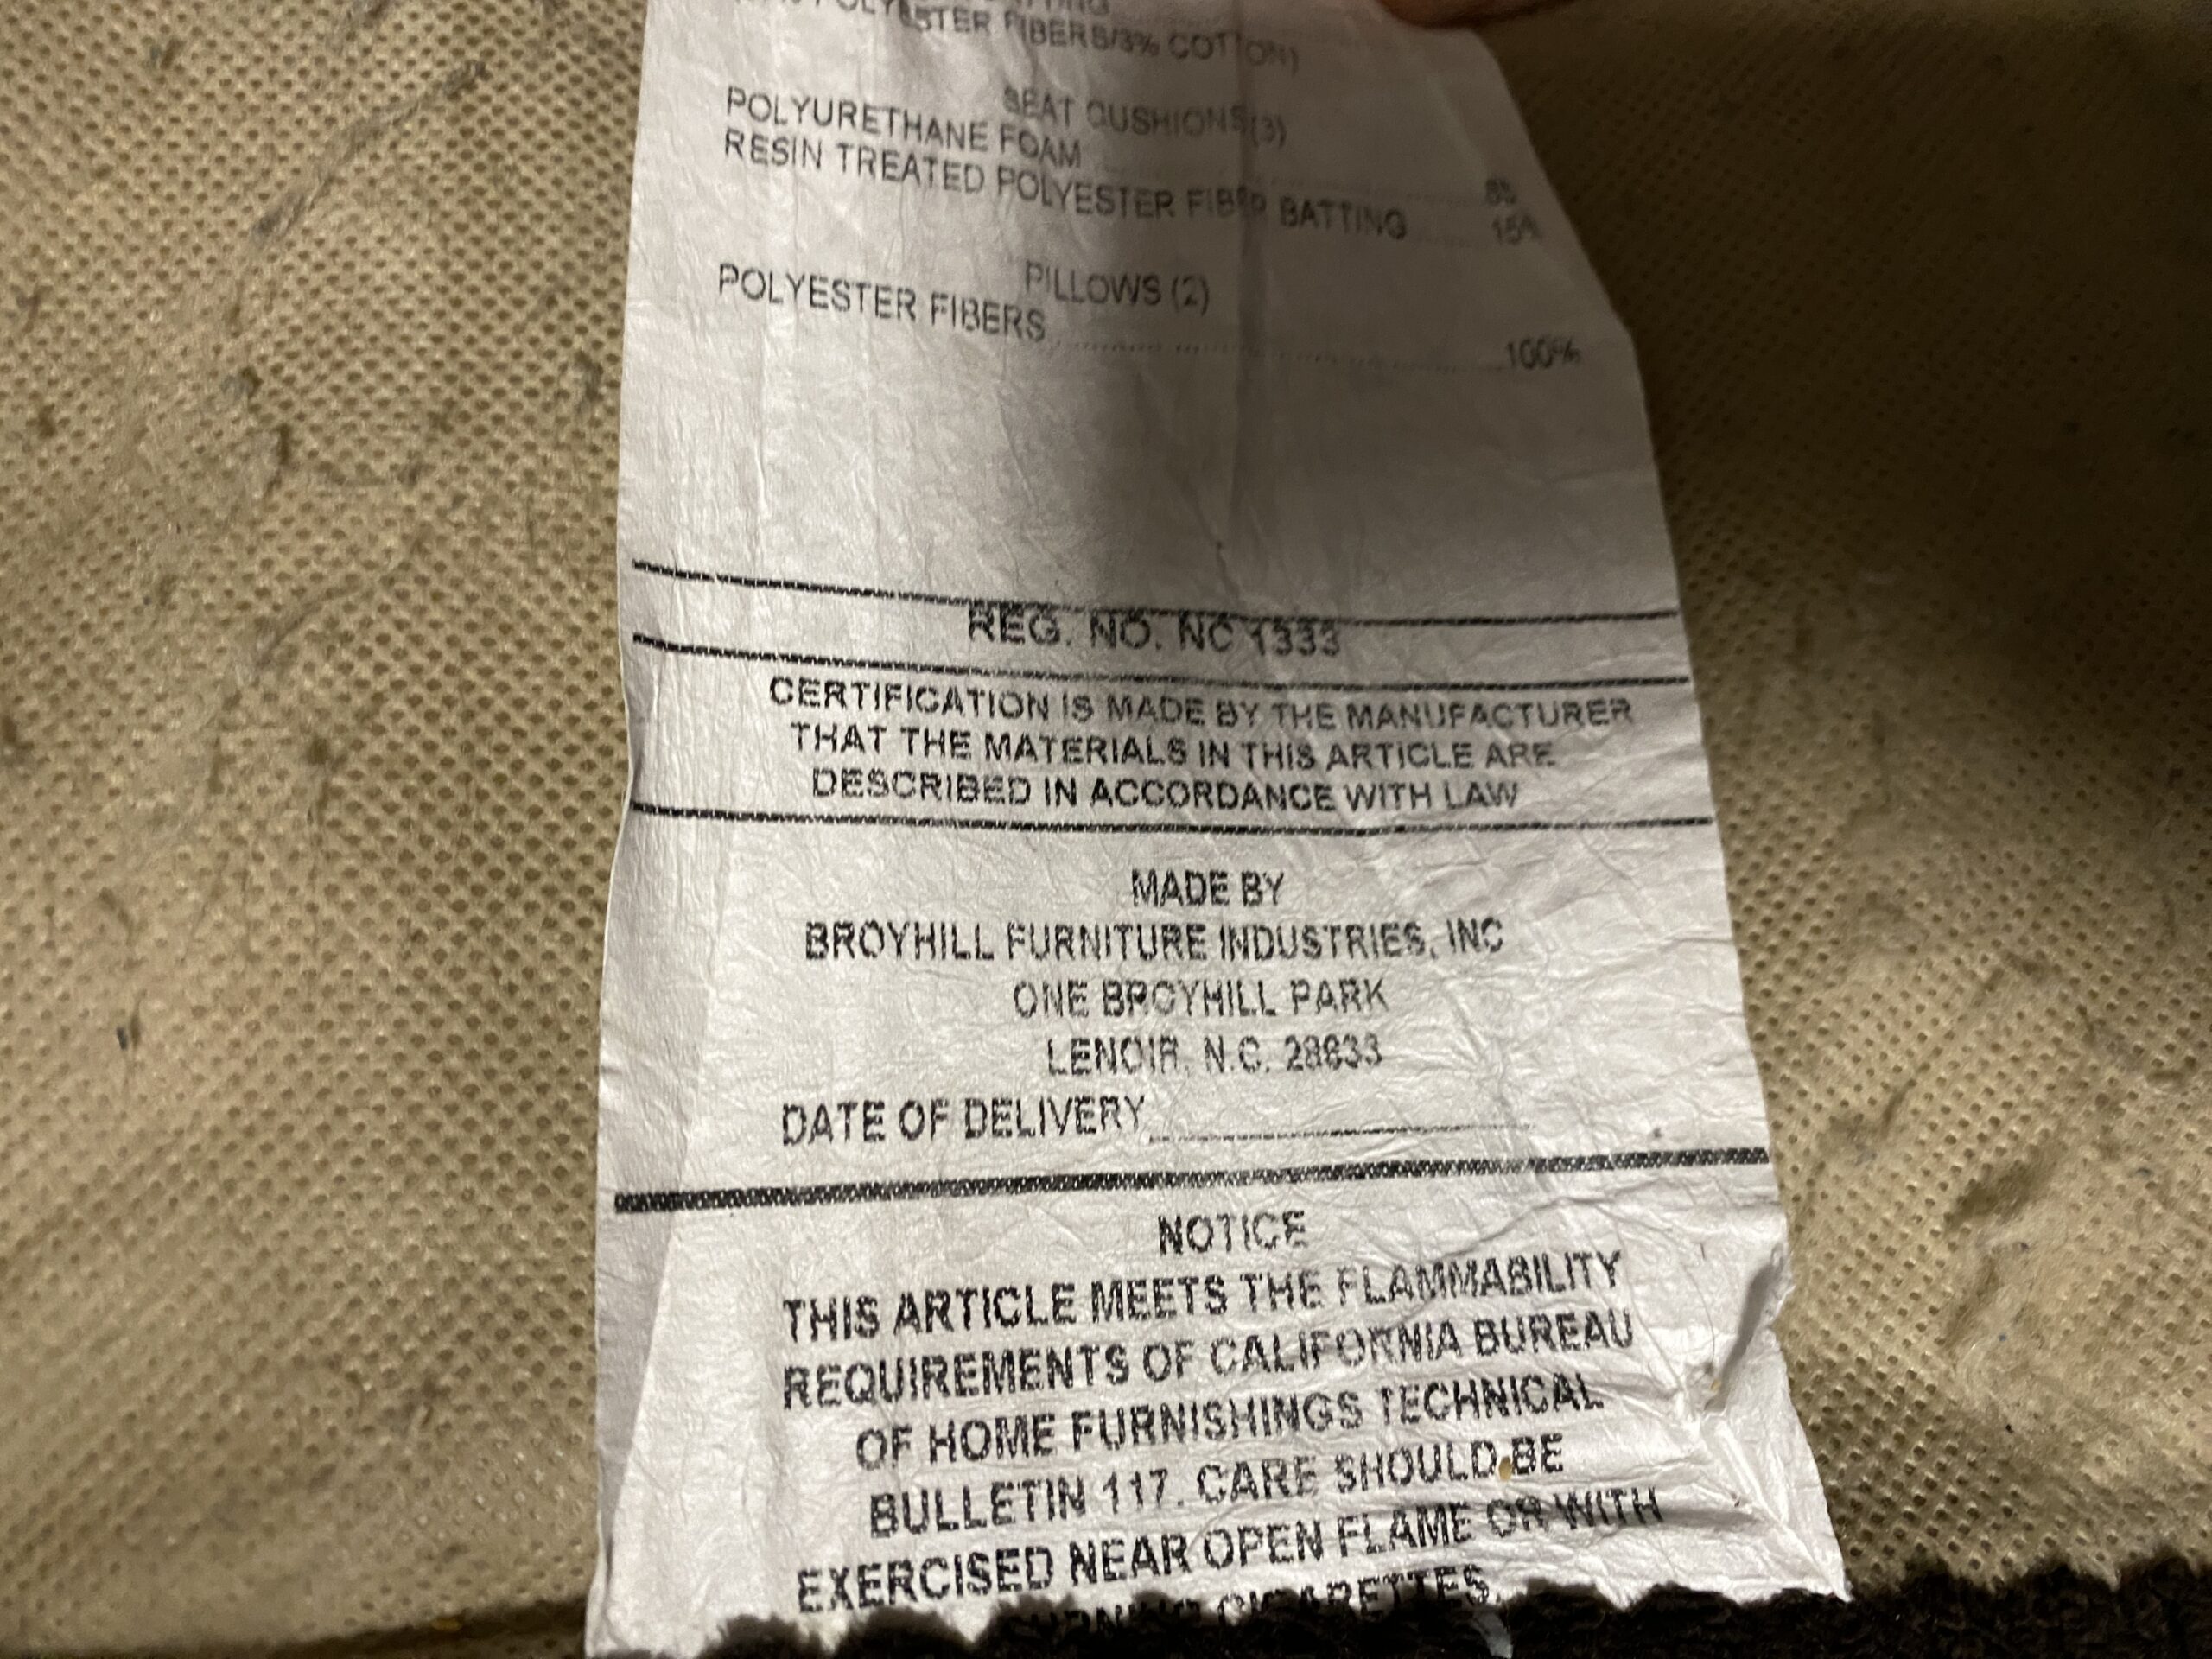 POLYESTER FIBERS/3% COTTON)
SEAT CUSHIONS (3)
POLYURETHANE FOAM
RESIN TREATED POLYESTER FIBER BATTING 15%
PILLOWS (2)
POLYESTER FIBERS 100%
REG. NO. NC 1333
CERTIFICATION IS MADE BY THE MANUFACTURER
THAT THE MATERIALS IN THIS ARTICLE ARE
DESCRIBED IN ACCORDANCE WITH LAW
MADE BY
BROYHILL FURNITURE INDUSTRIES, INC
ONE BROYHILL PARK
LENOIR, N.C. 28633
DATE OF DELIVERY
NOTICE
THIS ARTICLE MEETS THE FLAMMABILITY
REQUIREMENTS OF CALIFORNIA BUREAU
OF HOME FURNISHINGS TECHNICAL
BULLETIN 117. CARE SHOULD BE
EXERCISED NEAR OPEN FLAME OR WITH
BURNING CIGARETTES.